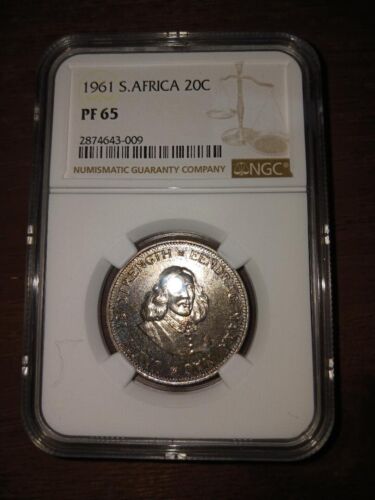 1961 S.AFRICA 20C
PF 65
2874643-009
NUMISMATIC GUARANTY COMPANY
NGC®